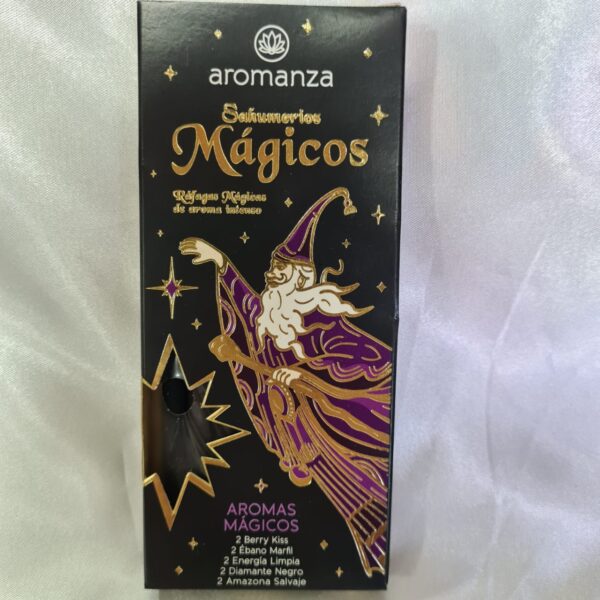 aromanza
Sahumerios
Mágicos
Ráfagas Mágicas
de aroma intenso
AROMAS
MÁGICOS
2 Berry Kiss
2 Ébano Marfil
2 Energía Limpia
2 Diamante Negro
2 Amazona Salvaje